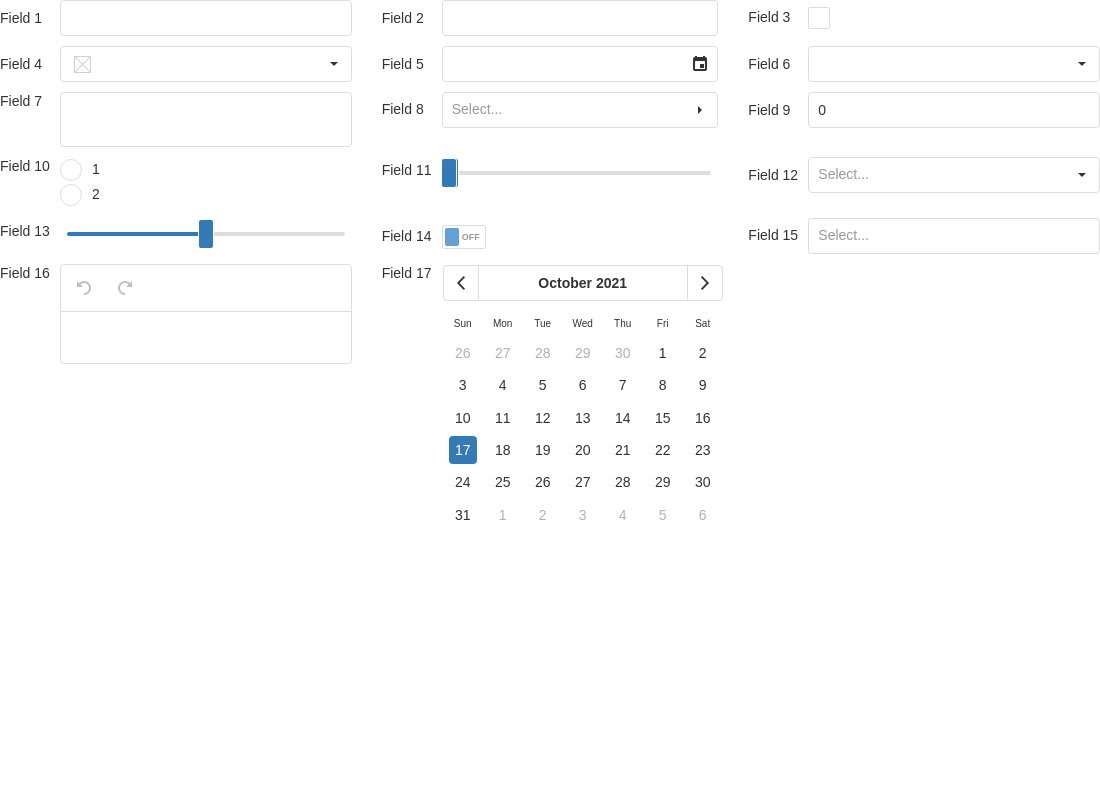 Field 1
Field 2
Field 3
Field 4
Field 5
Field 6
Field 7
Field 8 Select...
Field 9 0
Field 10 1
2
Field 11
Field 12 Select...
Field 13
Field 14 OFF
Field 15 Select...
Field 16
Field 17 October 2021
Sun Mon Tue Wed Thu Fri Sat
26 27 28 29 30 1 2
3 4 5 6 7 8 9
10 11 12 13 14 15 16
17 18 19 20 21 22 23
24 25 26 27 28 29 30
31 1 2 3 4 5 6